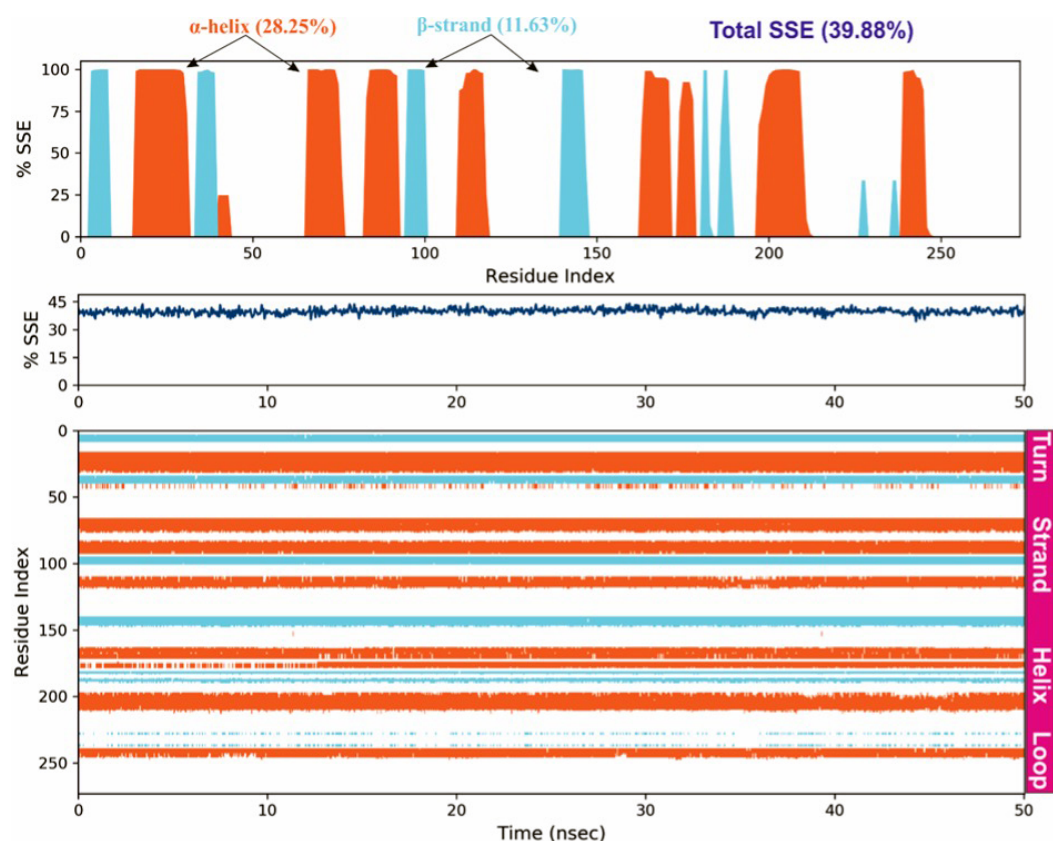 α-helix (28.25%)
β-strand (11.63%)
Total SSE (39.88%)
% SSE
100
75
50
25
0
0
50
100
150
200
250
Residue Index
% SSE
45
30
15
0
0
10
20
30
40
50
Residue Index
0
50
100
150
200
250
0
10
20
30
40
50
Time (nsec)
Turn
Strand
Helix
Loop